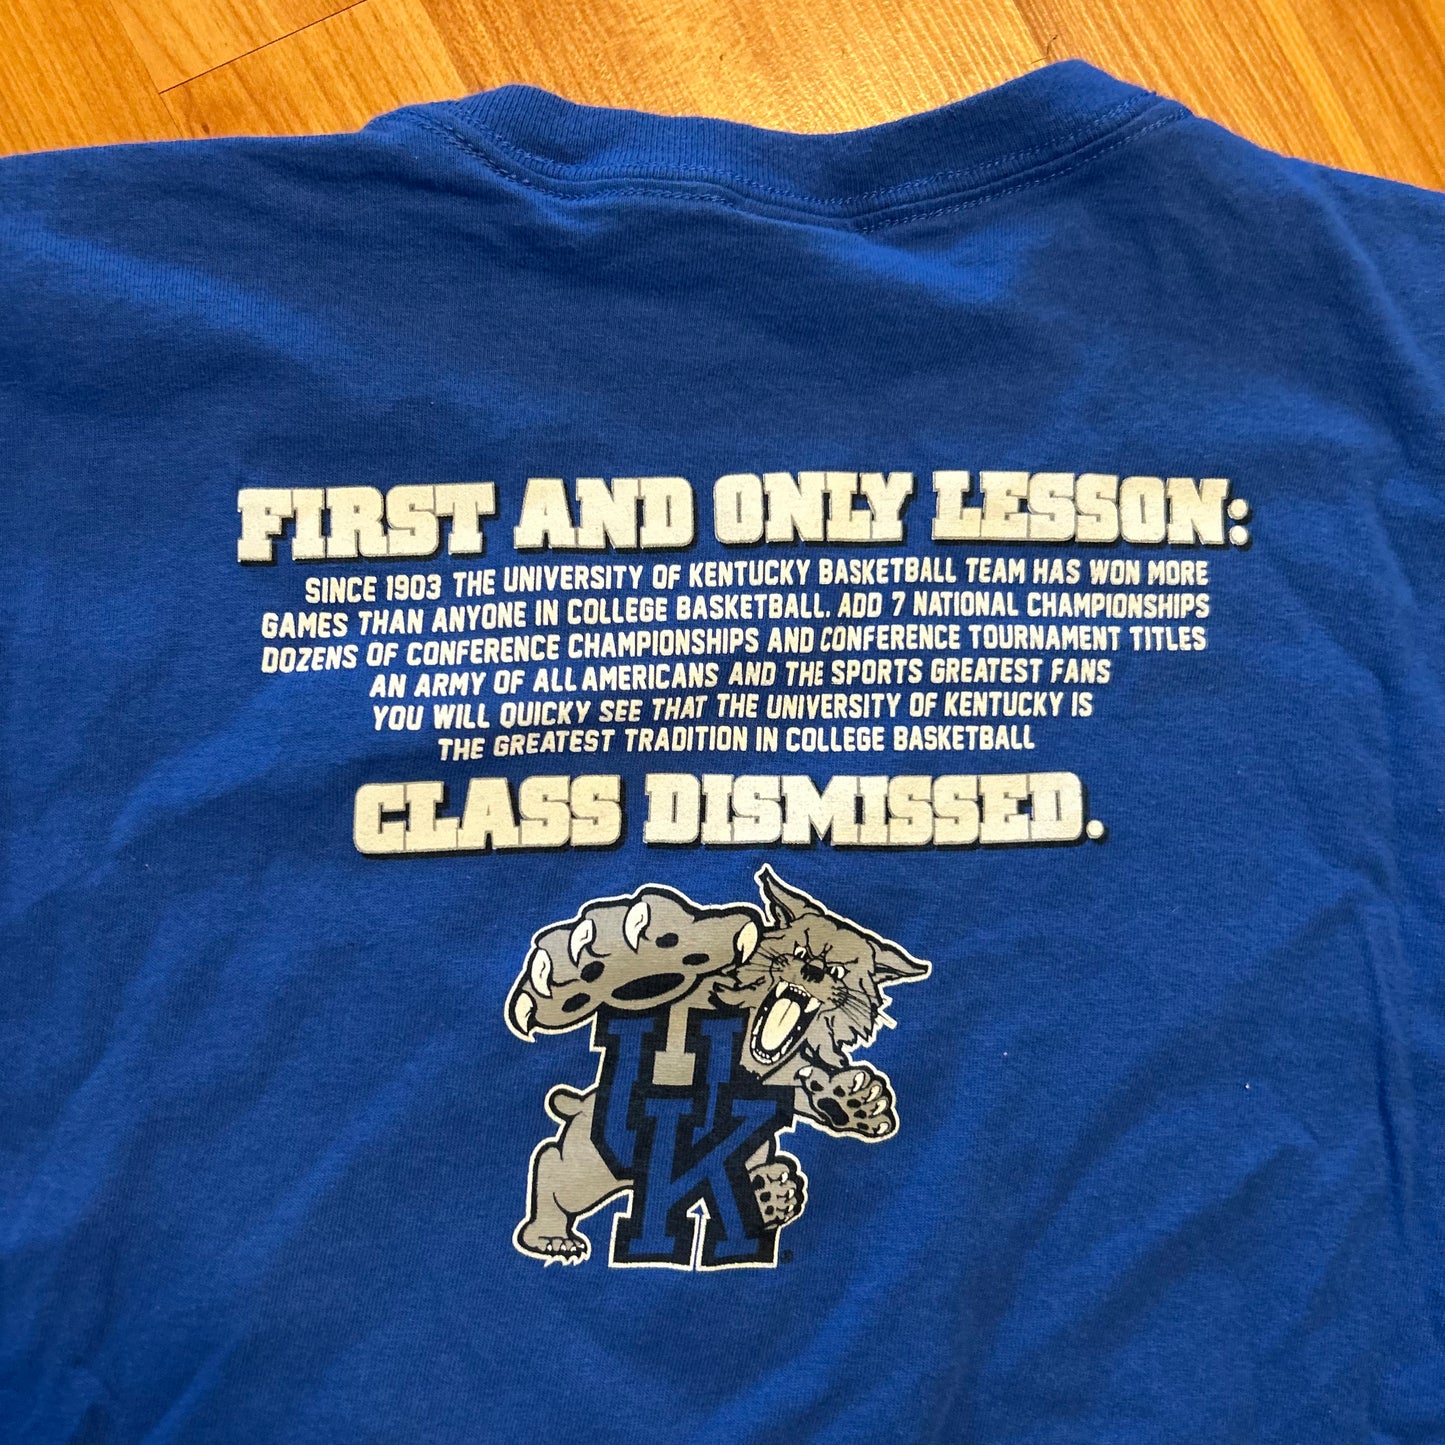 FIRST AND ONLY LESSON:
SINCE 1903 THE UNIVERSITY OF KENTUCKY BASKETBALL TEAM HAS WON MORE
GAMES THAN ANYONE IN COLLEGE BASKETBALL. ADD 7 NATIONAL CHAMPIONSHIPS
DOZENS OF CONFERENCE CHAMPIONSHIPS AND CONFERENCE TOURNAMENT TITLES
AN ARMY OF ALL AMERICANS AND THE SPORTS GREATEST FANS
YOU WILL QUICKY SEE THAT THE UNIVERSITY OF KENTUCKY IS
THE GREATEST TRADITION IN COLLEGE BASKETBALL
CLASS DISMISSED.
UK